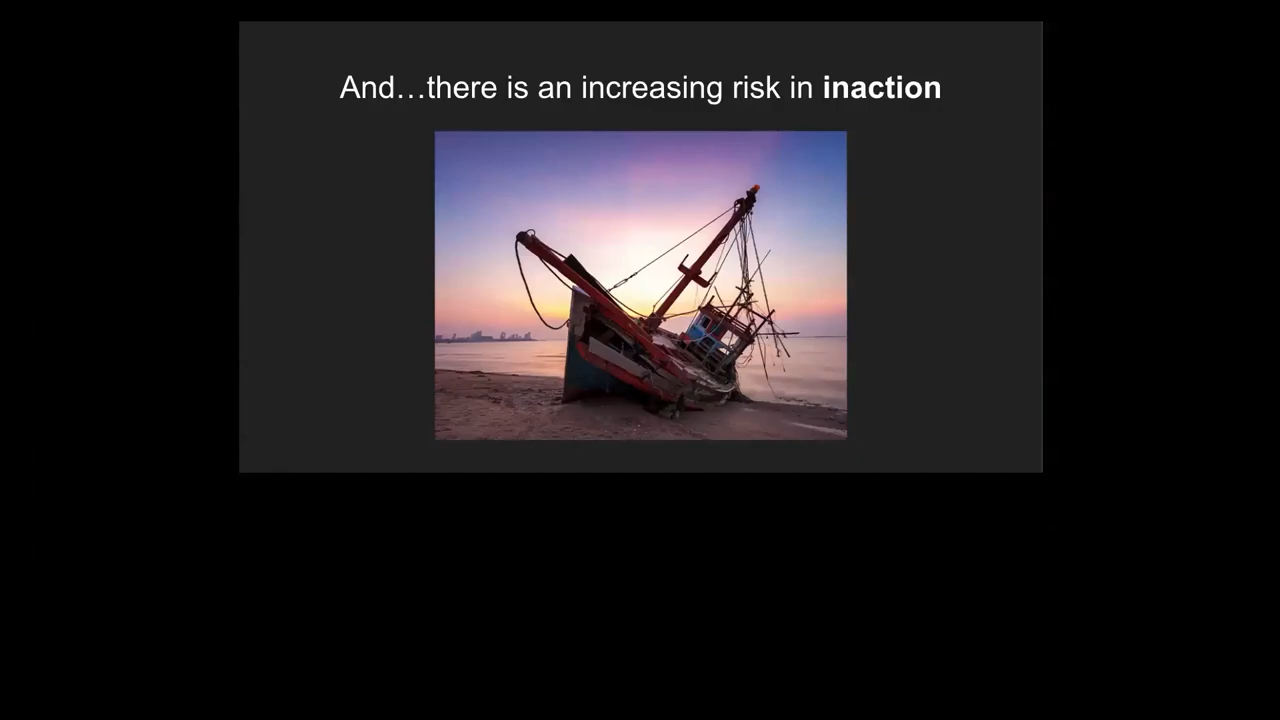 And…there is an increasing risk in inaction